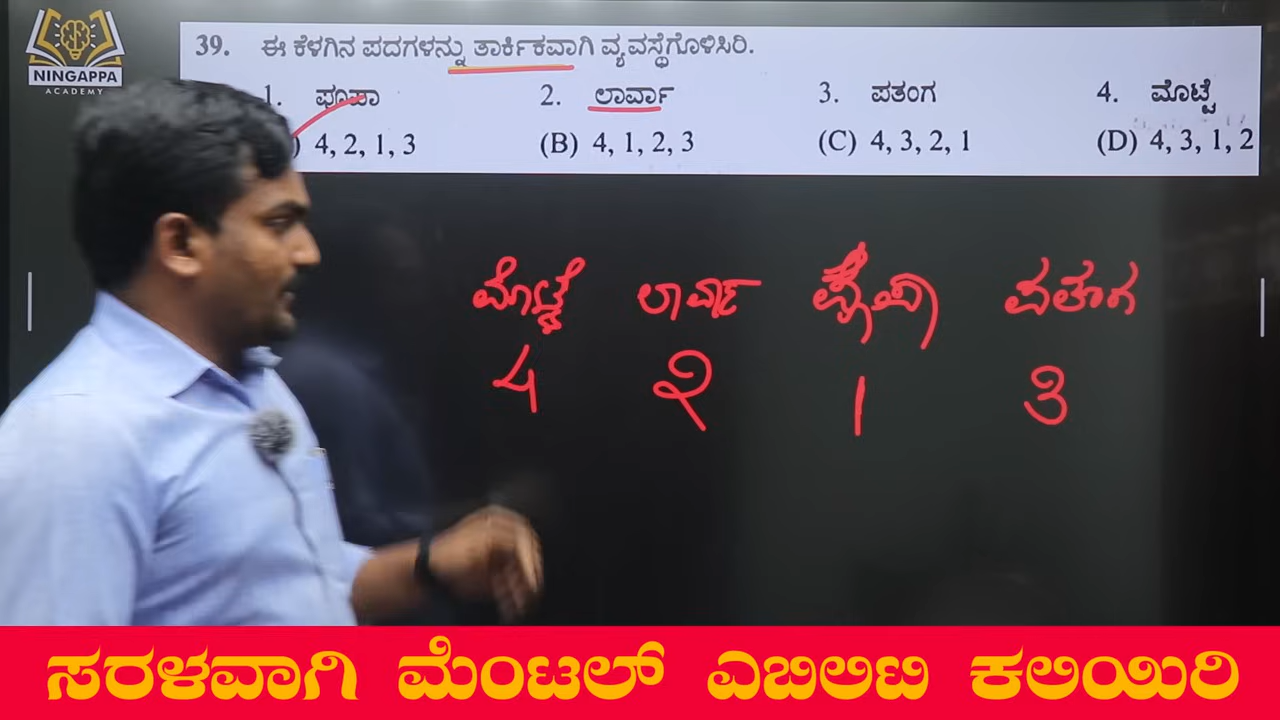 NINGAPPA
ACADEMY
39. ಈ ಕೆಳಗಿನ ಪದಗಳನ್ನು ತಾರ್ಕಿಕವಾಗಿ ವ್ಯವಸ್ಥೆಗೊಳಿಸಿರಿ.
1. ಫೂಪಾ 2. ಲಾರ್ವಾ 3. ಪತಂಗ 4. ಮೊಟ್ಟೆ
) 4, 2, 1, 3 (B) 4, 1, 2, 3 (C) 4, 3, 2, 1 (D) 4, 3, 1, 2
ಮೊಟ್ಟೆ ಲಾರ್ವಾ ಪತಂಗ
4 2 1 3
ಸರಳವಾಗಿ ಮೆಂಟಲ್ ಎಬಿಲಿಟಿ ಕಲಿಯಿರಿ